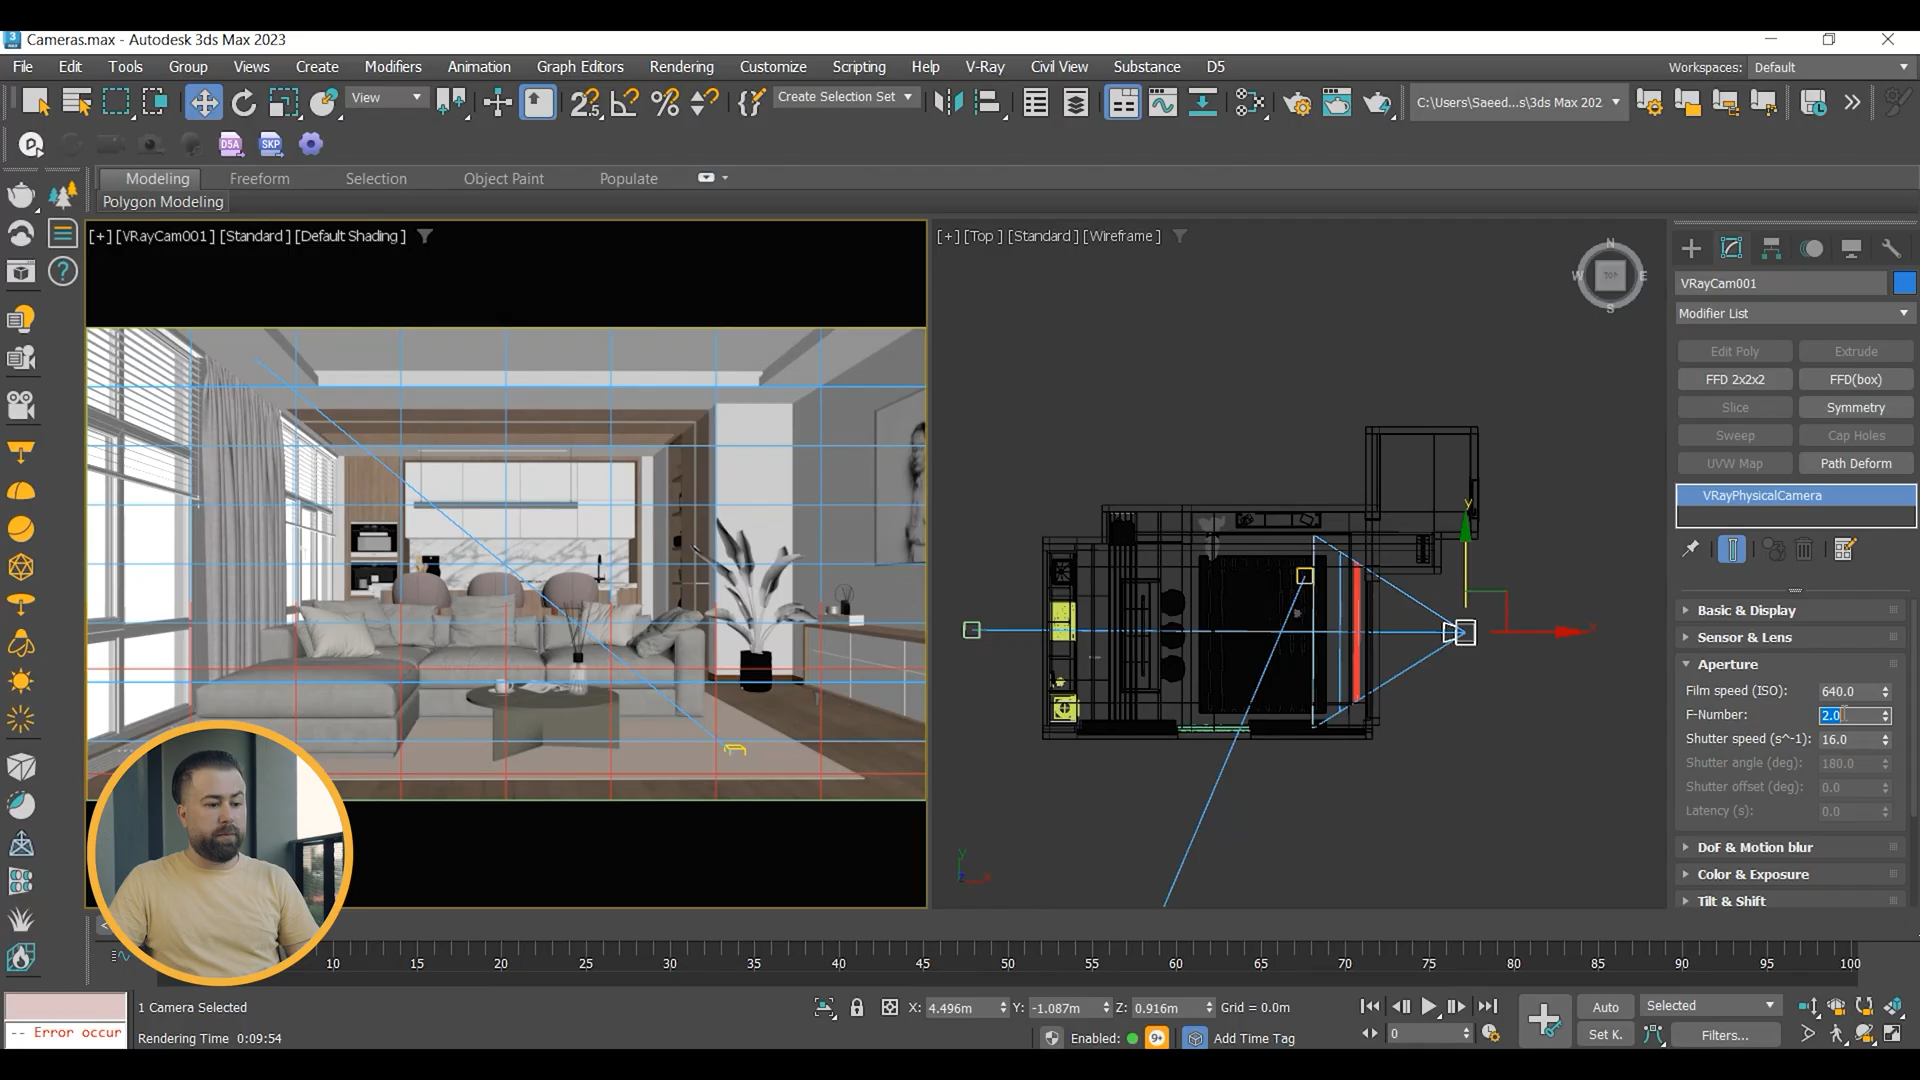 Cameras.max - Autodesk 3ds Max 2023
File Edit Tools Group Views Create Modifiers Animation Graph Editors Rendering Customize Scripting Help V-Ray Civil View Substance D5
Workspaces: Default
View
Create Selection Set
C:\Users\Saeed...s\3ds Max 202
D5A SKP
Modeling Freeform Selection Object Paint Populate
Polygon Modeling
[+] [VRayCam001] [Standard] [Default Shading]
[+] [Top] [Standard] [Wireframe]
N
W TOP E
S
VRayCam001
Modifier List
Edit Poly Extrude
FFD 2x2x2 FFD(box)
Slice Symmetry
Sweep Cap Holes
UVW Map Path Deform
VRayPhysicalCamera
Basic & Display
Sensor & Lens
Aperture
Film speed (ISO): 640.0
F-Number: 2.0
Shutter speed (s^-1): 16.0
Shutter angle (deg): 180.0
Shutter offset (deg): 0.0
Latency (s): 0.0
DoF & Motion blur
Color & Exposure
Tilt & Shift
y
x
10 15 20 25 30 35 40 45 50 55 60 65 70 75 80 85 90 95 100
1 Camera Selected
X: 4.496m Y: -1.087m Z: 0.916m Grid = 0.0m
Auto Selected
-- Error occur
Rendering Time 0:09:54
Enabled: 9+ Add Time Tag
0
Set K. Filters...